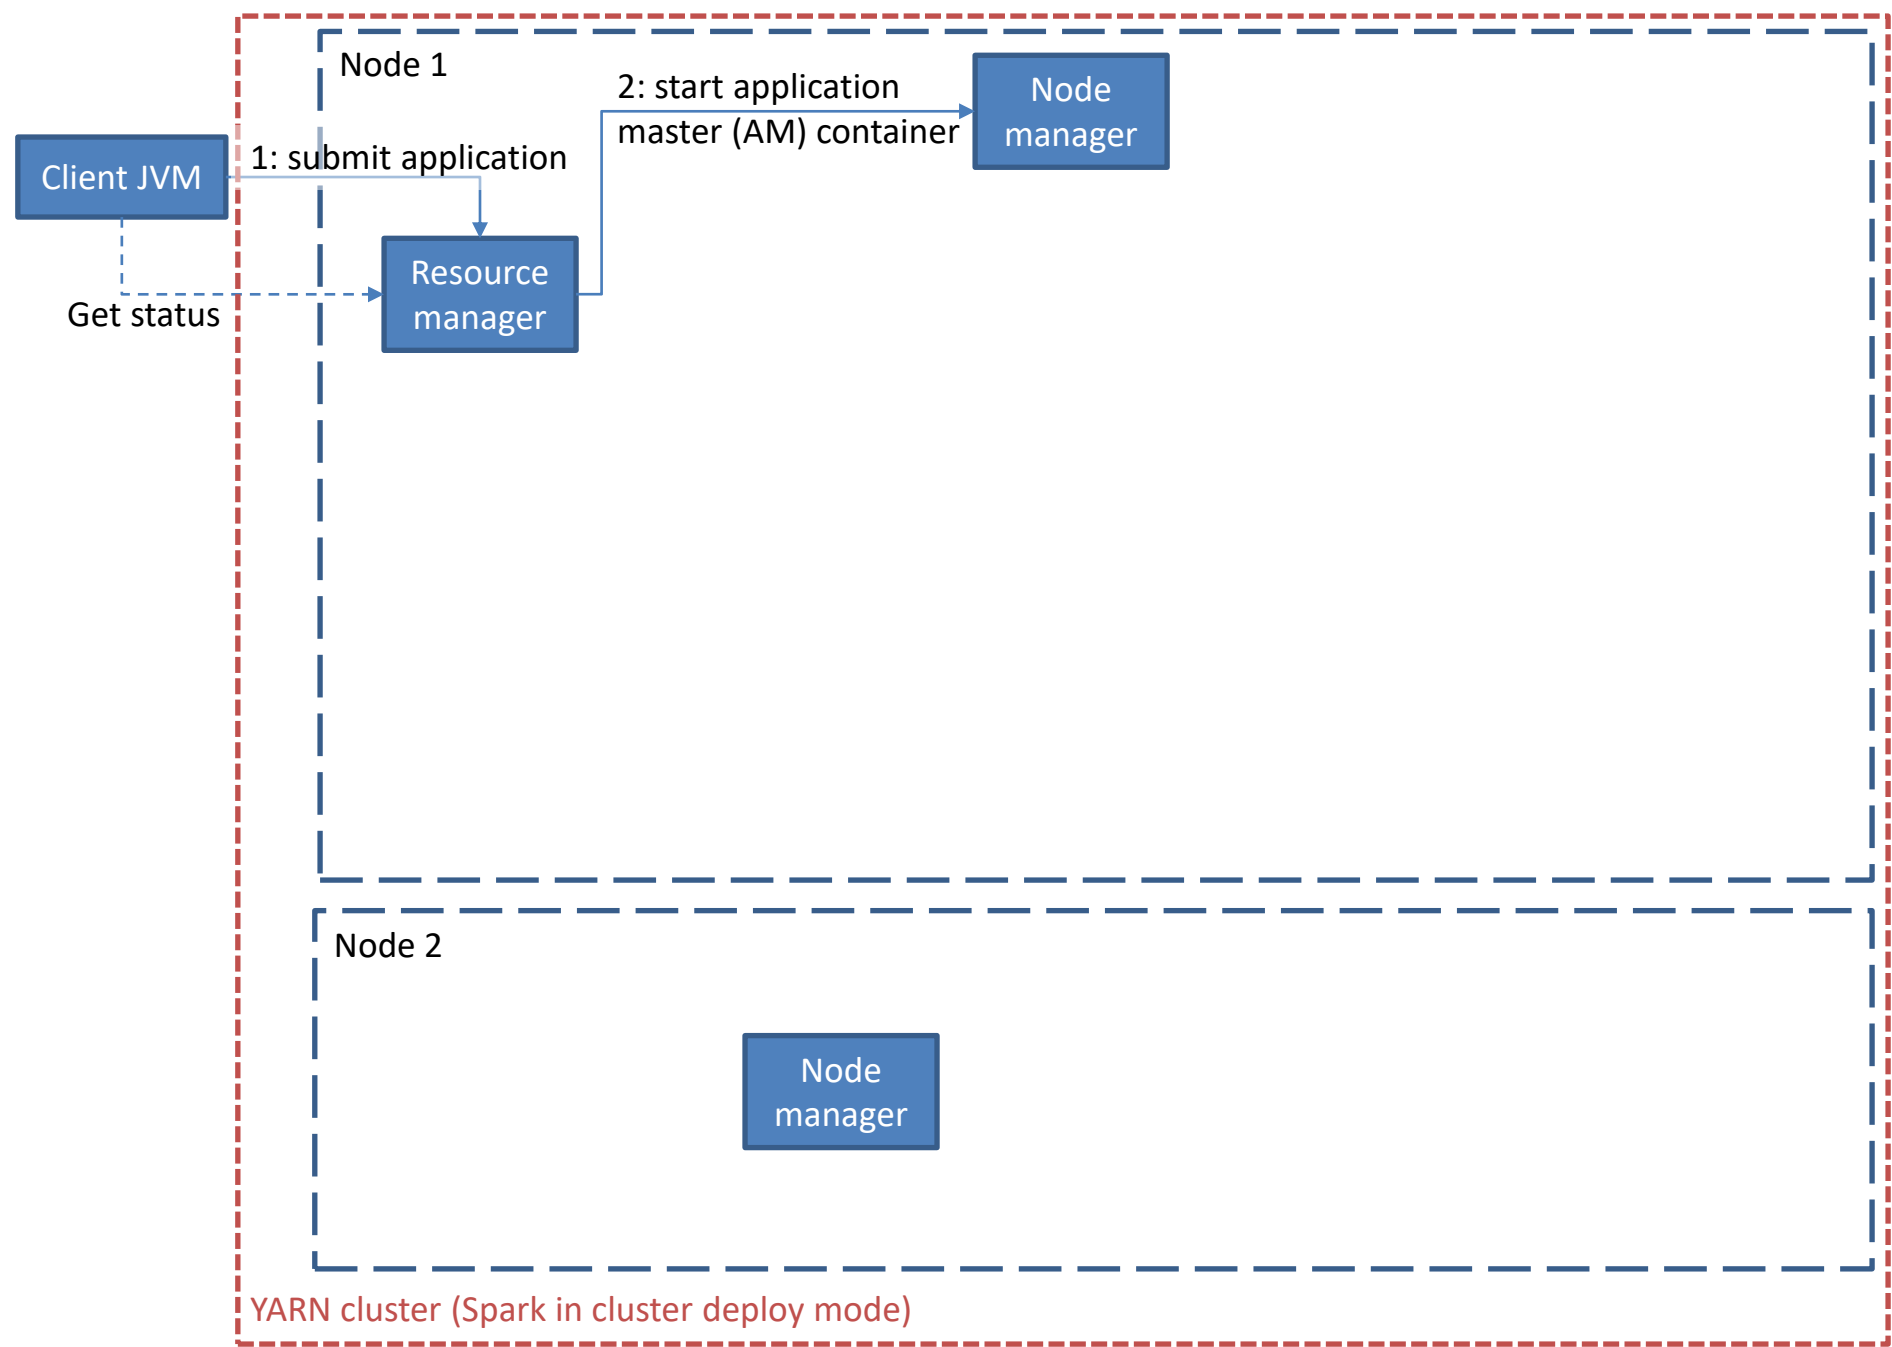 Node 1
2: start application
master (AM) container
Node
manager
Client JVM
1: submit application
Resource
manager
Get status
Node 2
Node
manager
YARN cluster (Spark in cluster deploy mode)